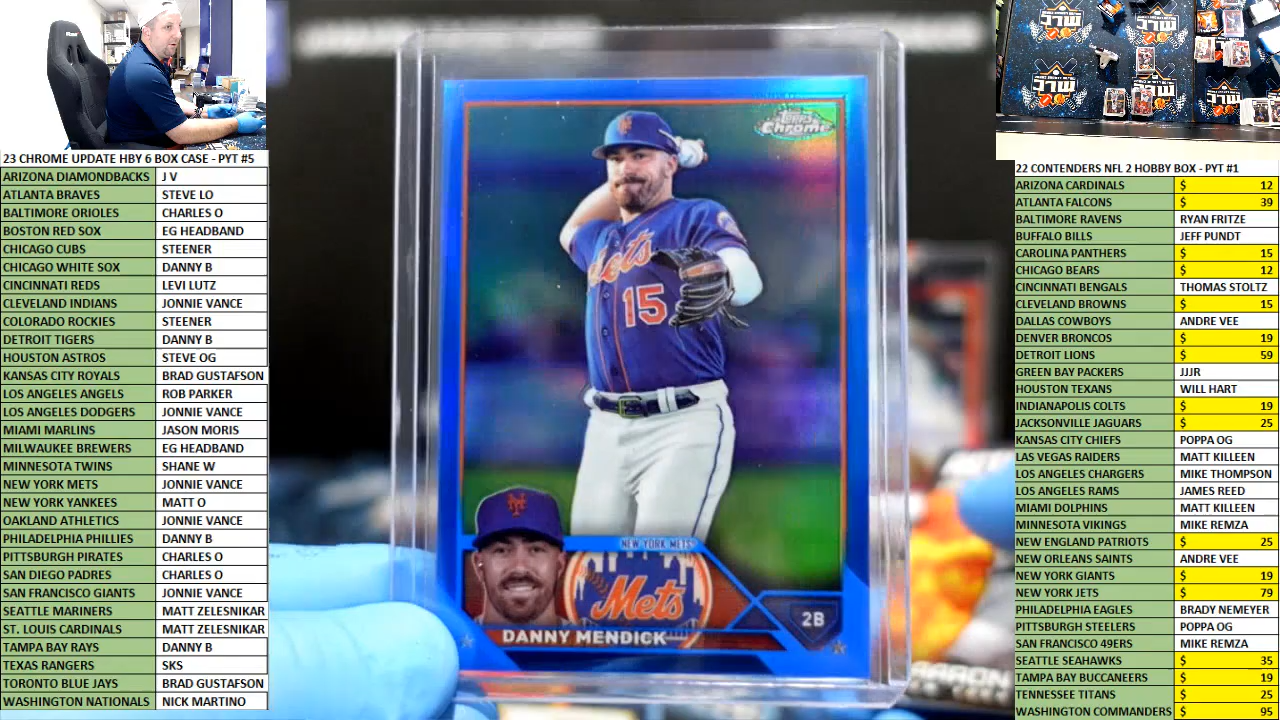 23 CHROME UPDATE HBY 6 BOX CASE - PYT #5
ARIZONA DIAMONDBACKS J V
ATLANTA BRAVES STEVE LO
BALTIMORE ORIOLES CHARLES O
BOSTON RED SOX EG HEADBAND
CHICAGO CUBS STEENER
CHICAGO WHITE SOX DANNY B
CINCINNATI REDS LEVI LUTZ
CLEVELAND INDIANS JONNIE VANCE
COLORADO ROCKIES STEENER
DETROIT TIGERS DANNY B
HOUSTON ASTROS STEVE OG
KANSAS CITY ROYALS BRAD GUSTAFSON
LOS ANGELES ANGELS ROB PARKER
LOS ANGELES DODGERS JONNIE VANCE
MIAMI MARLINS JASON MORIS
MILWAUKEE BREWERS EG HEADBAND
MINNESOTA TWINS SHANE W
NEW YORK METS JONNIE VANCE
NEW YORK YANKEES MATT O
OAKLAND ATHLETICS JONNIE VANCE
PHILADELPHIA PHILLIES DANNY B
PITTSBURGH PIRATES CHARLES O
SAN DIEGO PADRES CHARLES O
SAN FRANCISCO GIANTS JONNIE VANCE
SEATTLE MARINERS MATT ZELESNIKAR
ST. LOUIS CARDINALS MATT ZELESNIKAR
TAMPA BAY RAYS DANNY B
TEXAS RANGERS SKS
TORONTO BLUE JAYS BRAD GUSTAFSON
WASHINGTON NATIONALS NICK MARTINO
Topps
Chrome
Mets
15
NEW YORK METS
Mets
2B
DANNY MENDICK
22 CONTENDERS NFL 2 HOBBY BOX - PYT #1
ARIZONA CARDINALS $ 12
ATLANTA FALCONS $ 39
BALTIMORE RAVENS RYAN FRITZE
BUFFALO BILLS JEFF PUNDT
CAROLINA PANTHERS $ 15
CHICAGO BEARS $ 12
CINCINNATI BENGALS THOMAS STOLTZ
CLEVELAND BROWNS $ 15
DALLAS COWBOYS ANDRE VEE
DENVER BRONCOS $ 19
DETROIT LIONS $ 59
GREEN BAY PACKERS JJJR
HOUSTON TEXANS WILL HART
INDIANAPOLIS COLTS $ 19
JACKSONVILLE JAGUARS $ 25
KANSAS CITY CHIEFS POPPA OG
LAS VEGAS RAIDERS MATT KILLEEN
LOS ANGELES CHARGERS MIKE THOMPSON
LOS ANGELES RAMS JAMES REED
MIAMI DOLPHINS MATT KILLEEN
MINNESOTA VIKINGS MIKE REMZA
NEW ENGLAND PATRIOTS $ 25
NEW ORLEANS SAINTS ANDRE VEE
NEW YORK GIANTS $ 19
NEW YORK JETS $ 79
PHILADELPHIA EAGLES BRADY NEMEYER
PITTSBURGH STEELERS POPPA OG
SAN FRANCISCO 49ERS MIKE REMZA
SEATTLE SEAHAWKS $ 35
TAMPA BAY BUCCANEERS $ 19
TENNESSEE TITANS $ 25
WASHINGTON COMMANDERS $ 95